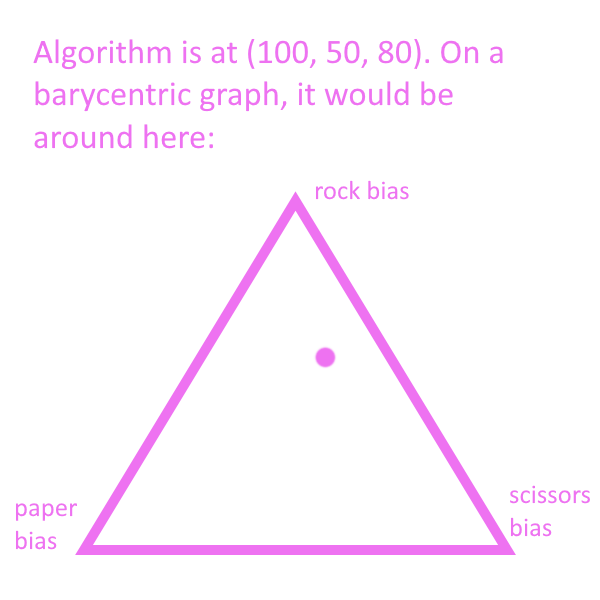 Algorithm is at (100, 50, 80). On a
barycentric graph, it would be
around here:
rock bias
paper
bias
scissors
bias